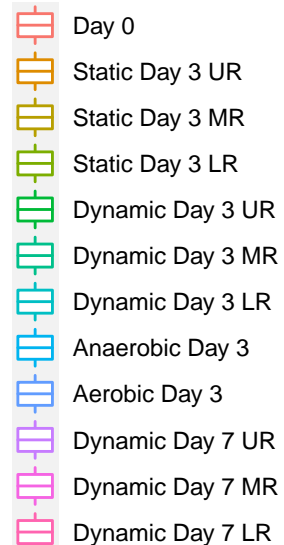 Day 0
Static Day 3 UR
Static Day 3 MR
Static Day 3 LR
Dynamic Day 3 UR
Dynamic Day 3 MR
Dynamic Day 3 LR
Anaerobic Day 3
Aerobic Day 3
Dynamic Day 7 UR
Dynamic Day 7 MR
Dynamic Day 7 LR